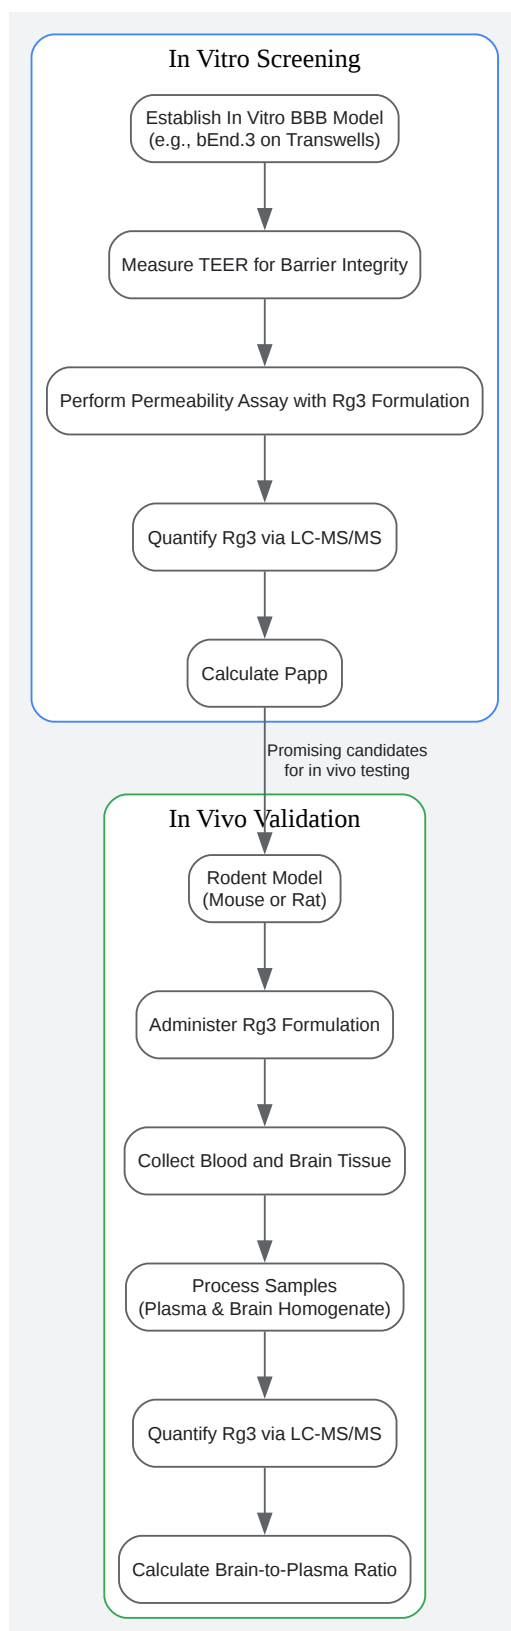 In Vitro Screening
Establish In Vitro BBB Model
(e.g., bEnd.3 on Transwells)
Measure TEER for Barrier Integrity
Perform Permeability Assay with Rg3 Formulation
Quantify Rg3 via LC-MS/MS
Calculate Papp
Promising candidates
for in vivo testing
In Vivo Validation
Rodent Model
(Mouse or Rat)
Administer Rg3 Formulation
Collect Blood and Brain Tissue
Process Samples
(Plasma & Brain Homogenate)
Quantify Rg3 via LC-MS/MS
Calculate Brain-to-Plasma Ratio